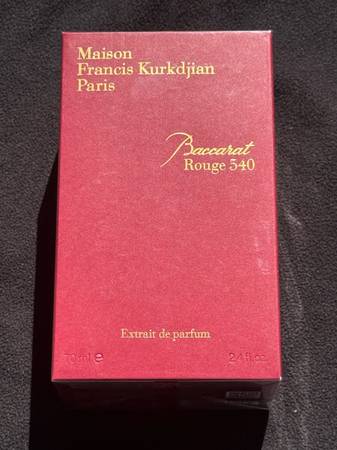 Maison
Francis Kurkdjian
Paris
Baccarat
Rouge 540
Extrait de parfum
70 ml e 2.4 fl.oz.